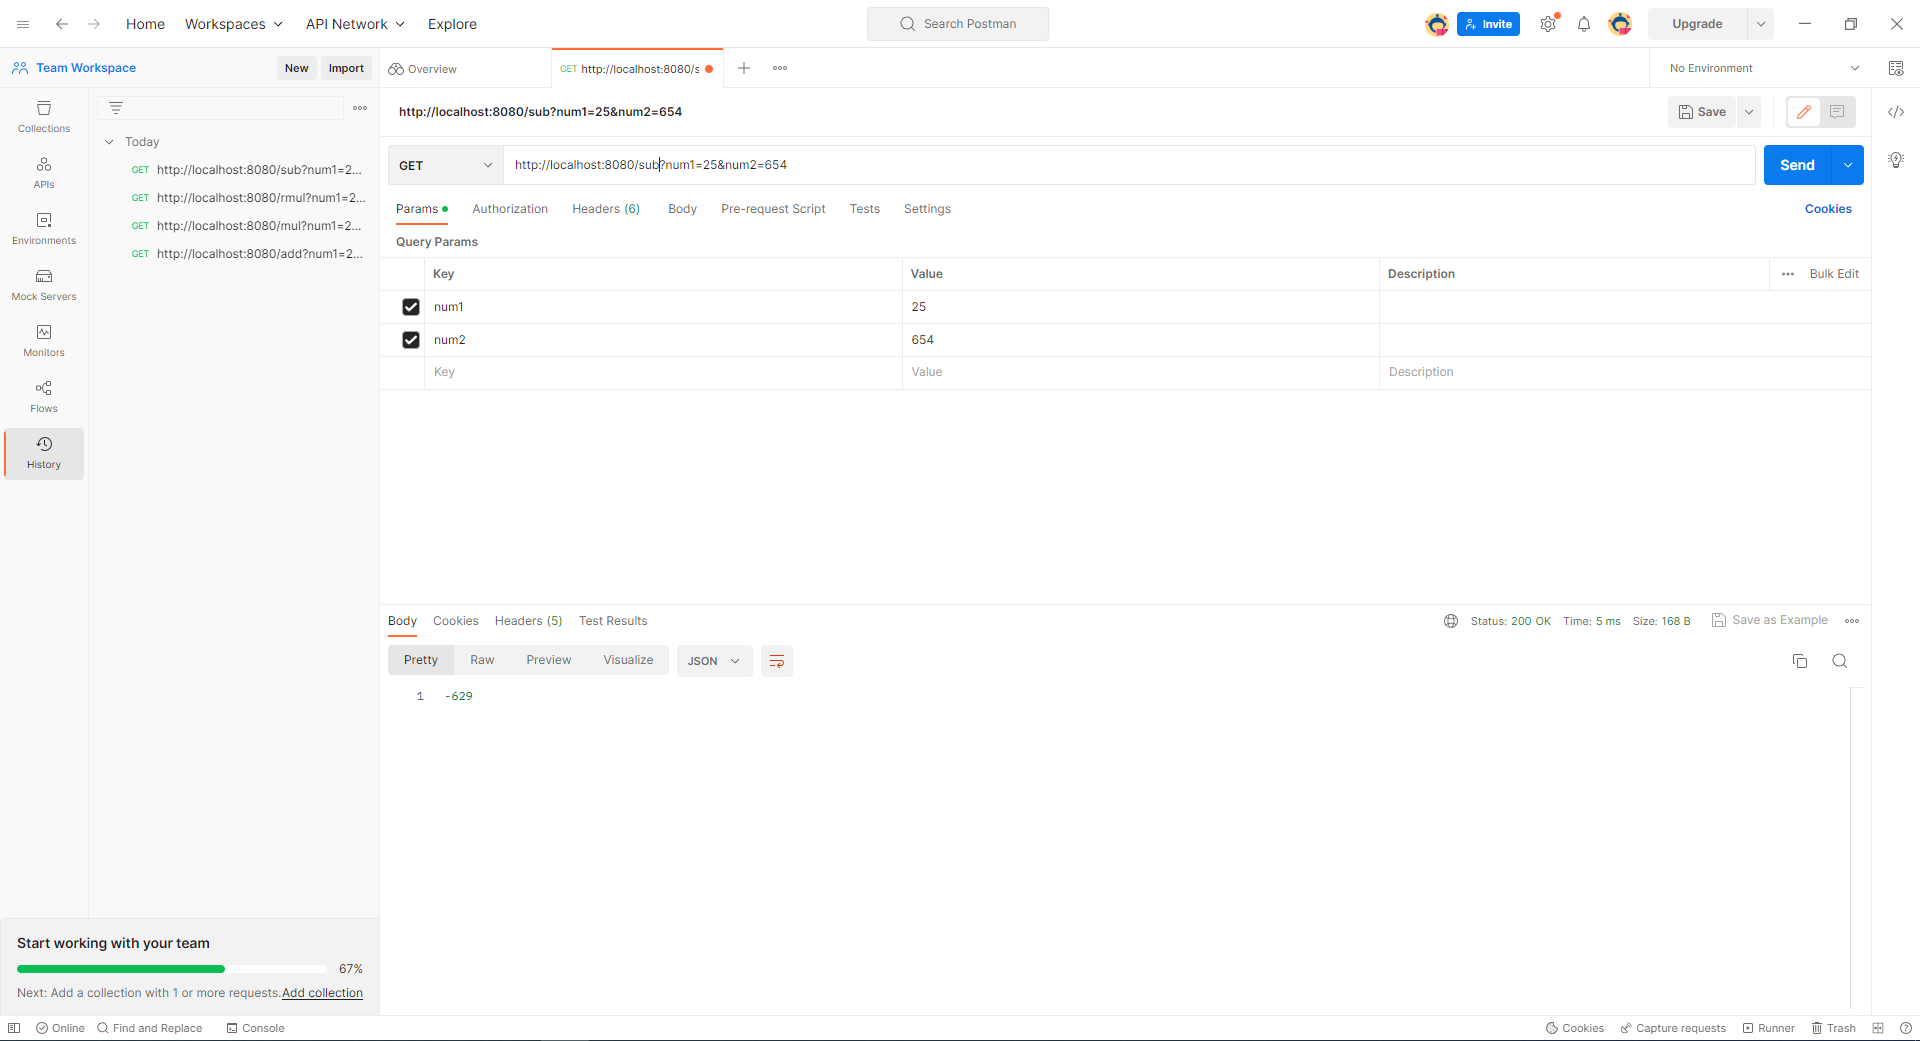 Home Workspaces API Network Explore
Search Postman
Invite Upgrade
Team Workspace New Import
Overview GET http://localhost:8080/s No Environment
Collections
APIs
Environments
Mock Servers
Monitors
Flows
History
Today
GET http://localhost:8080/sub?num1=2...
GET http://localhost:8080/rmul?num1=2...
GET http://localhost:8080/mul?num1=2...
GET http://localhost:8080/add?num1=2...
http://localhost:8080/sub?num1=25&num2=654 Save
GET http://localhost:8080/sub?num1=25&num2=654 Send
Params Authorization Headers (6) Body Pre-request Script Tests Settings Cookies
Query Params
Key Value Description Bulk Edit
num1 25
num2 654
Key Value Description
Body Cookies Headers (5) Test Results Status: 200 OK Time: 5 ms Size: 168 B Save as Example
Pretty Raw Preview Visualize JSON
1 -629
Start working with your team
67%
Next: Add a collection with 1 or more requests. Add collection
Online Find and Replace Console Cookies Capture requests Runner Trash